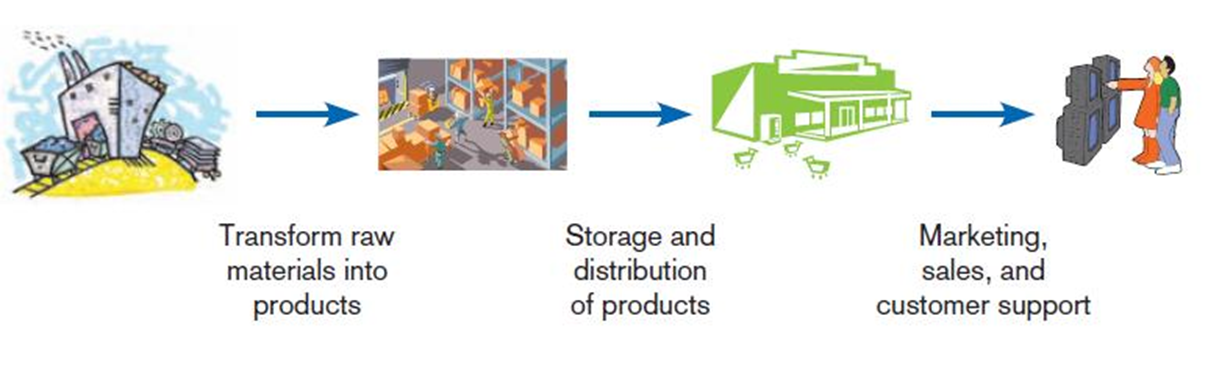 Transform raw
materials into
products
Storage and
distribution
of products
Marketing,
sales, and
customer support